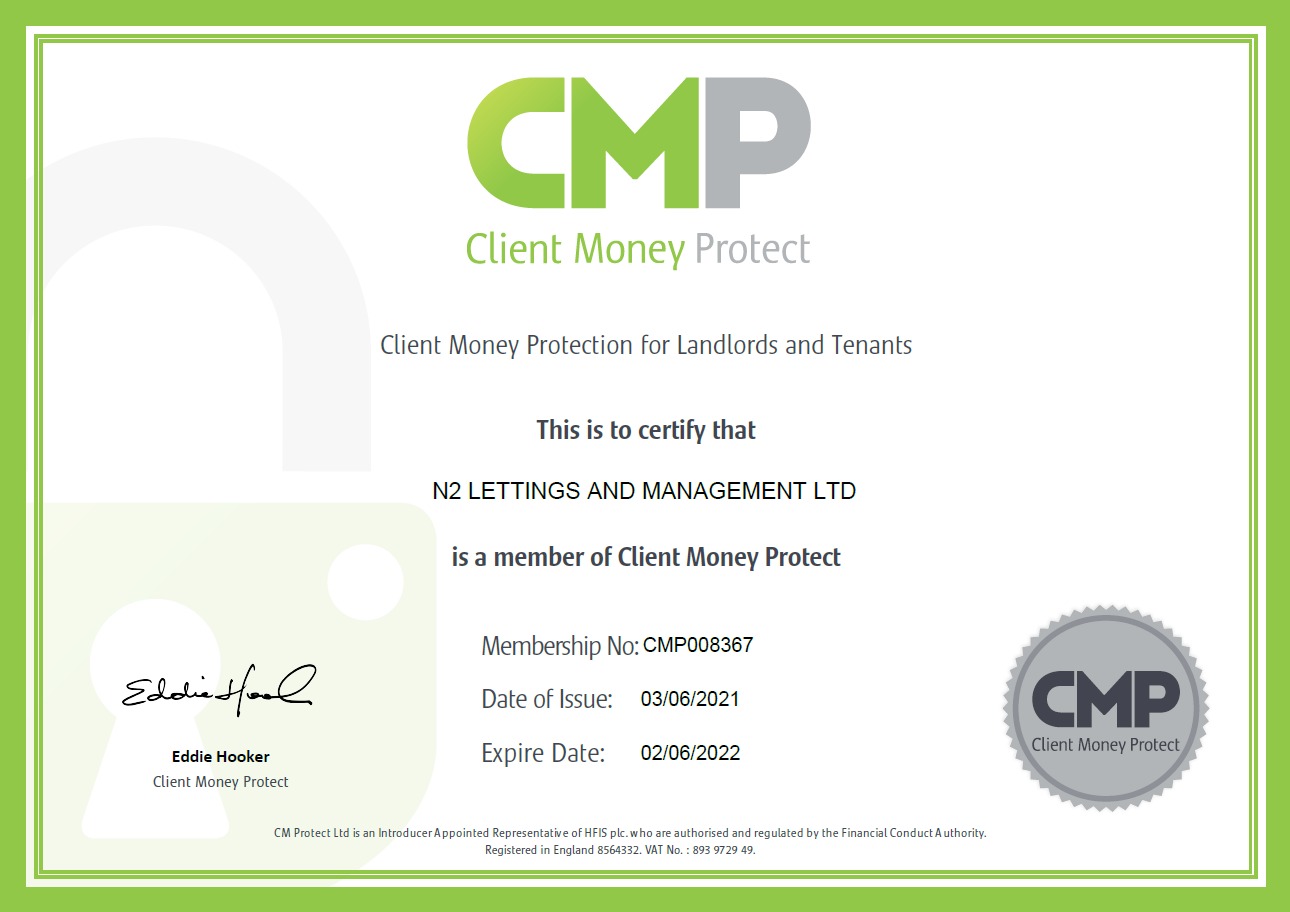 CMP
Client Money Protect
Client Money Protection for Landlords and Tenants
This is to certify that
N2 LETTINGS AND MANAGEMENT LTD
is a member of Client Money Protect
Membership No: CMP008367
Date of Issue: 03/06/2021
Expire Date: 02/06/2022
Eddie Hooker
Eddie Hooker
Client Money Protect
CMP
Client Money Protect
CM Protect Ltd is an Introducer Appointed Representative of HFIS plc. who are authorised and regulated by the Financial Conduct Authority.
Registered in England 8564332. VAT No. : 893 9729 49.